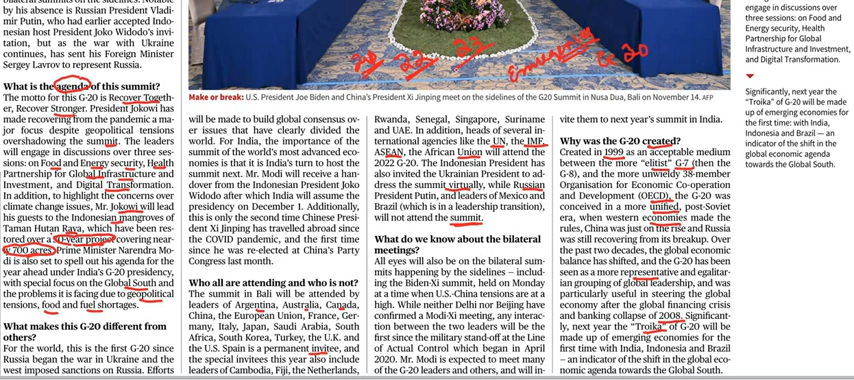 bilateral summits on the sidelines. Notable
by his absence is Russian President Vladi-
mir Putin, who had earlier accepted Indo-
nesian host President Joko Widodo's invi-
tation, but as the war with Ukraine
continues, has sent his Foreign Minister
Sergey Lavrov to represent Russia.
What is the agenda of this summit?
The motto for this G-20 is Recover Togeth-
er, Recover Stronger. President Jokowi has
made recovering from the pandemic a ma-
jor focus despite geopolitical tensions
overshadowing the summit. The leaders
will engage in discussions over three ses-
sions: on Food and Energy security, Health
Partnership for Global Infrastructure and
Investment, and Digital Transformation.
In addition, to highlight the concerns over
climate change issues, Mr. Jokowi will lead
his guests to the Indonesian mangroves of
Taman Hutan Raya, which have been res-
tored over a 10-year project covering near-
ly 700 acres. Prime Minister Narendra Mo-
di is also set to spell out his agenda for the
year ahead under India's G-20 presidency,
with special focus on the Global South and
the problems it is facing due to geopolitical
tensions, food and fuel shortages.
What makes this G-20 different from
others?
For the world, this is the first G-20 since
Russia began the war in Ukraine and the
west imposed sanctions on Russia. Efforts
20 22 23 G 20
Make or break: U.S. President Joe Biden and China's President Xi Jinping meet on the sidelines of the G20 Summit in Nusa Dua, Bali on November 14. AFP
will be made to build global consensus ov-
er issues that have clearly divided the
world. For India, the importance of the
summit of the world's most advanced eco-
nomies is that it is India's turn to host the
summit next. Mr. Modi will receive a han-
dover from the Indonesian President Joko
Widodo after which India will assume the
presidency on December 1. Additionally,
this is only the second time Chinese Presi-
dent Xi Jinping has travelled abroad since
the COVID pandemic, and the first time
since he was re-elected at China's Party
Congress last month.
Who all are attending and who is not?
The summit in Bali will be attended by
leaders of Argentina, Australia, Canada,
China, the European Union, France, Ger-
many, Italy, Japan, Saudi Arabia, South
Africa, South Korea, Turkey, the U.K. and
the U.S. Spain is a permanent invitee, and
the special invitees this year also include
leaders of Cambodia, Fiji, the Netherlands,
Rwanda, Senegal, Singapore, Suriname
and UAE. In addition, heads of several in-
ternational agencies like the UN, the IMF,
ASEAN, the African Union will attend the
2022 G-20. The Indonesian President has
also invited the Ukrainian President to ad-
dress the summit virtually, while Russian
President Putin, and leaders of Mexico and
Brazil (which is in a leadership transition),
will not attend the summit.
What do we know about the bilateral
meetings?
All eyes will also be on the bilateral sum-
mits happening by the sidelines – includ-
ing the Biden-Xi summit, held on Monday
at a time when U.S.-China tensions are at a
high. While neither Delhi nor Beijing have
confirmed a Modi-Xi meeting, any interac-
tion between the two leaders will be the
first since the military stand-off at the Line
of Actual Control which began in April
2020. Mr. Modi is expected to meet many
of the G-20 leaders and others, and will in-
vite them to next year's summit in India.
Why was the G-20 created?
Created in 1999 as an acceptable medium
between the more "elitist" G-7 (then the
G-8), and the more unwieldy 38-member
Organisation for Economic Co-operation
and Development (OECD), the G-20 was
conceived in a more unified, post-Soviet
era, when western economies made the
rules, China was just on the rise and Russia
was still recovering from its breakup. Over
the past two decades, the global economic
balance has shifted, and the G-20 has been
seen as a more representative and egalitar-
ian grouping of global leadership, and was
particularly useful in steering the global
economy after the global financial crisis
and banking collapse of 2008. Significant-
ly, next year the "Troika" of G-20 will be
made up of emerging economies for the
first time with India, Indonesia and Brazil
– an indicator of the shift in the global eco-
nomic agenda towards the Global South.
engage in discussions over
three sessions: on Food and
Energy security, Health
Partnership for Global
Infrastructure and Investment,
and Digital Transformation.
Significantly, next year the
"Troika" of G-20 will be made
up of emerging economies for
the first time: with India,
Indonesia and Brazil — an
indicator of the shift in the
global economic agenda
towards the Global South.